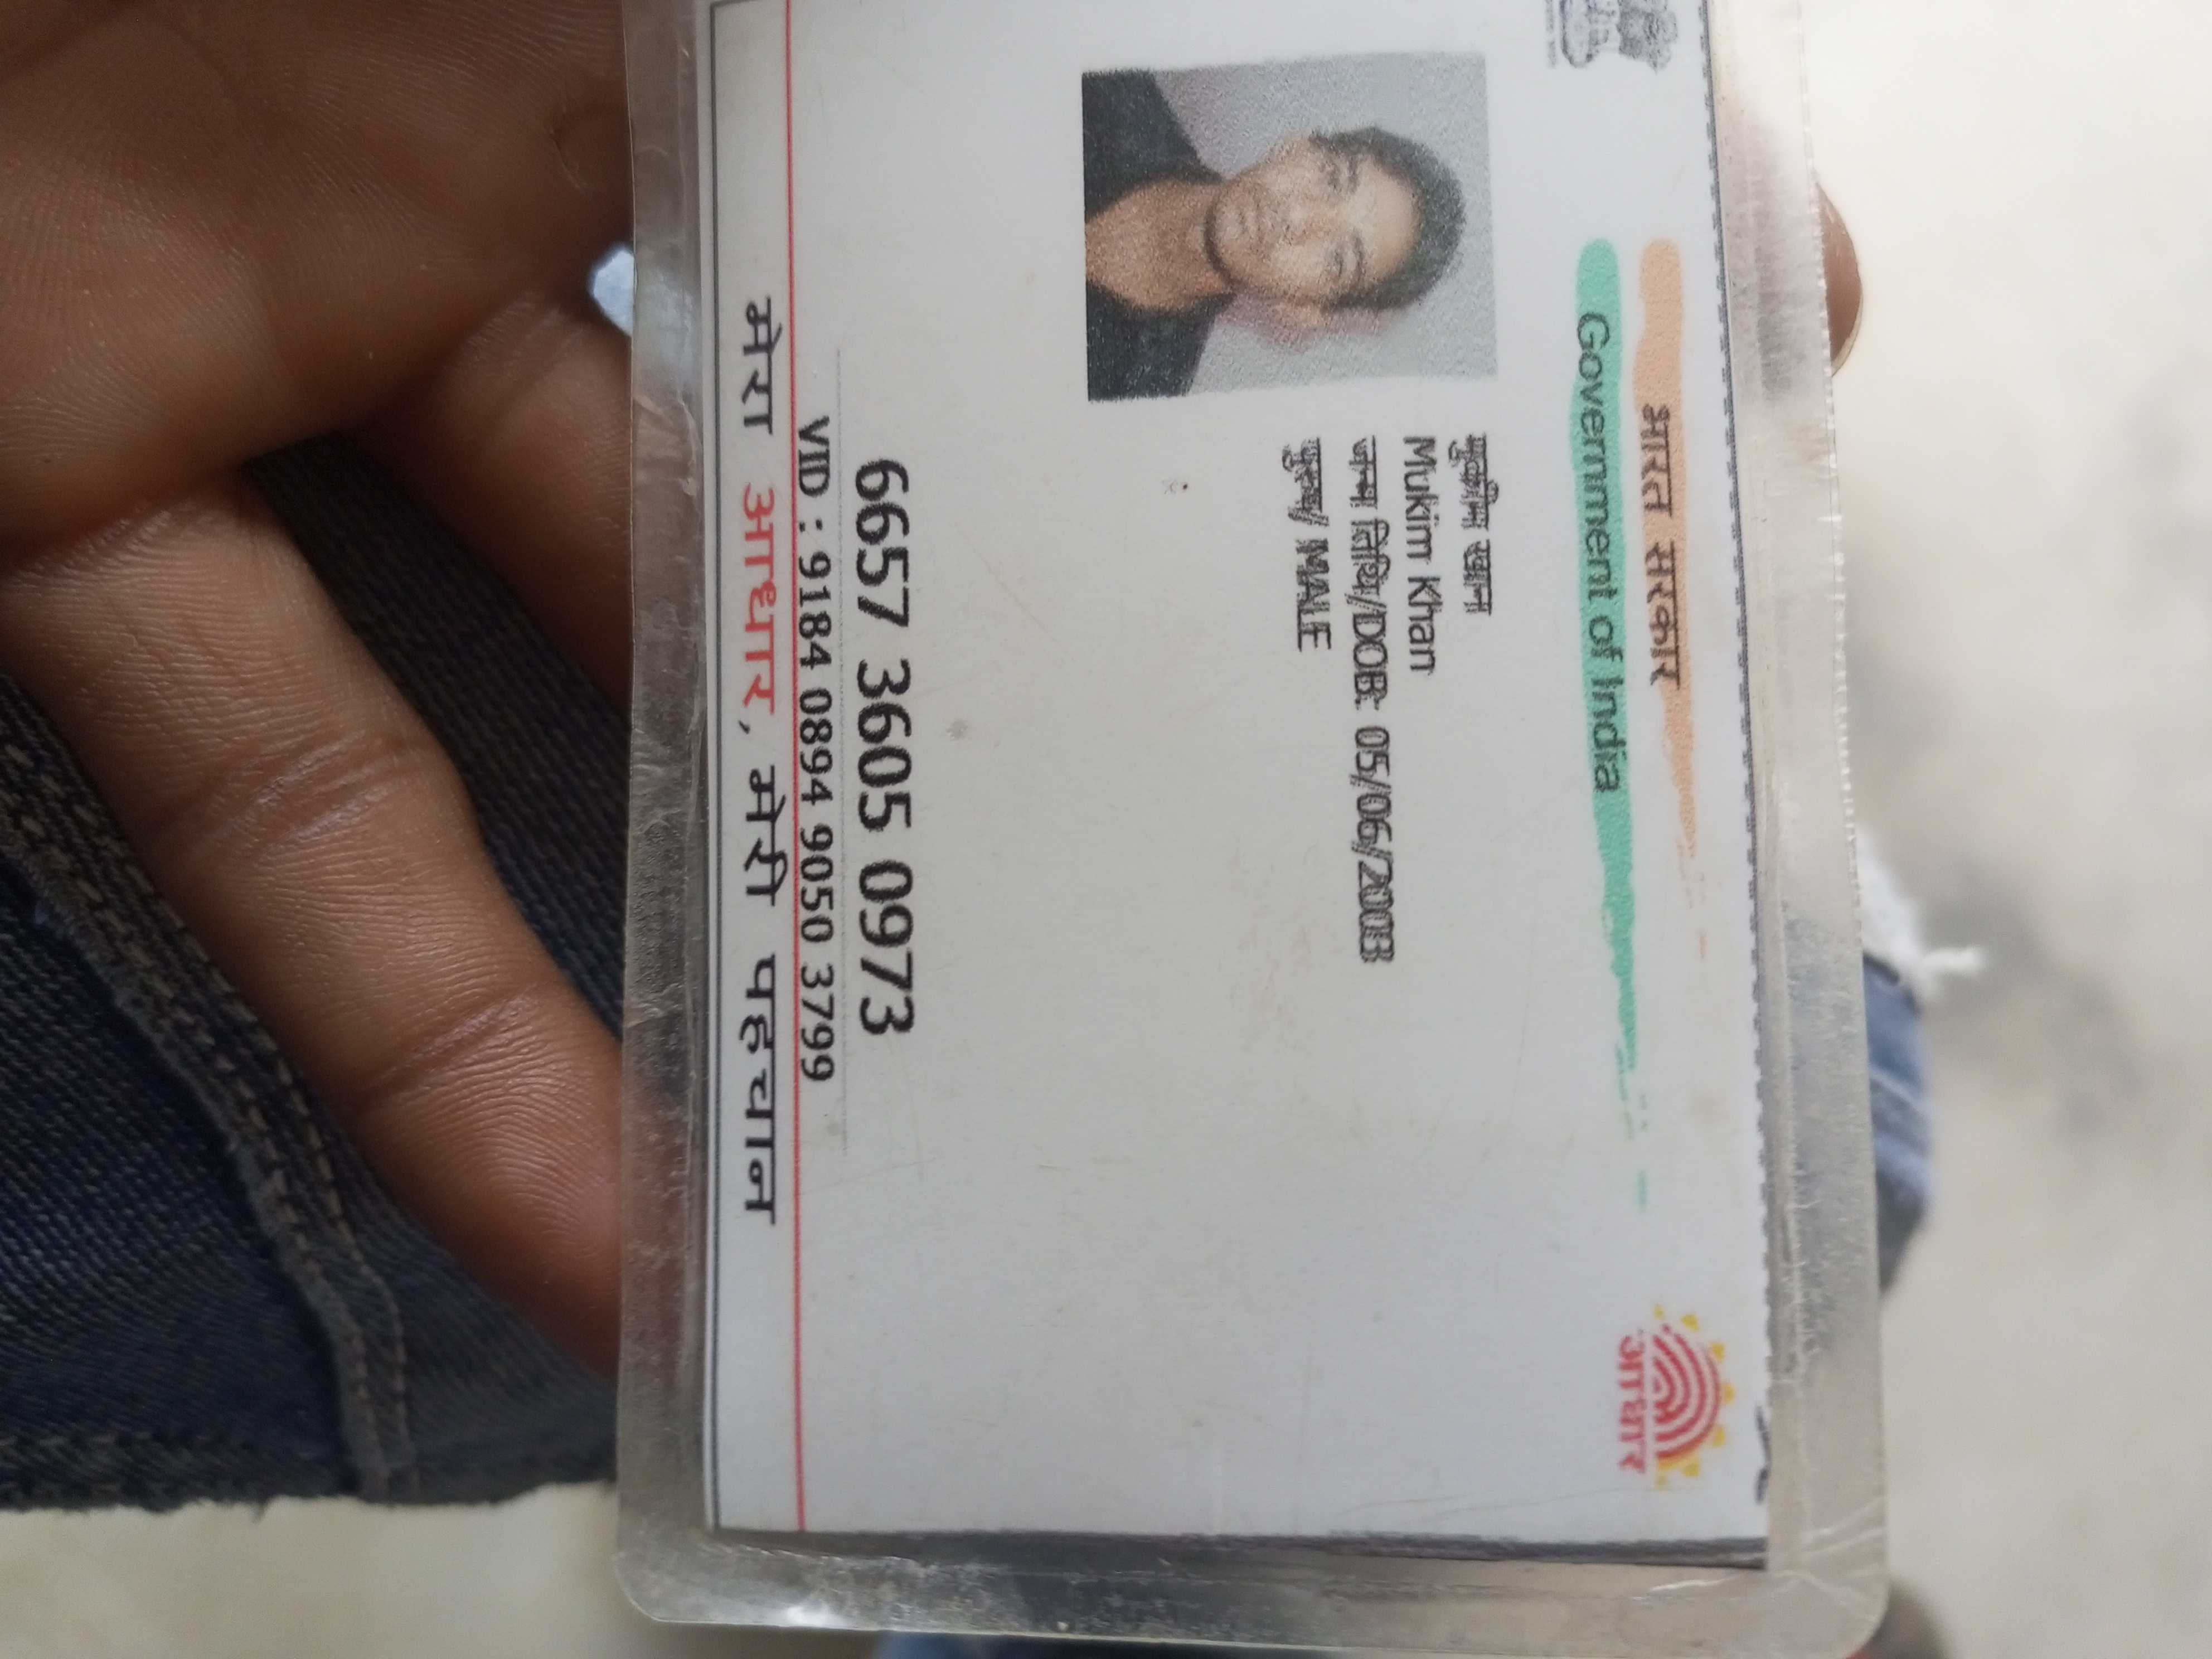 भारत सरकार
Government of India
मुकीम खान
Mukim Khan
जन्म तिथि/DOB: 05/06/2008
पुरुष/ MALE
आधार
6657 3605 0973
VID : 9184 0894 9050 3799
मेरा आधार, मेरी पहचान